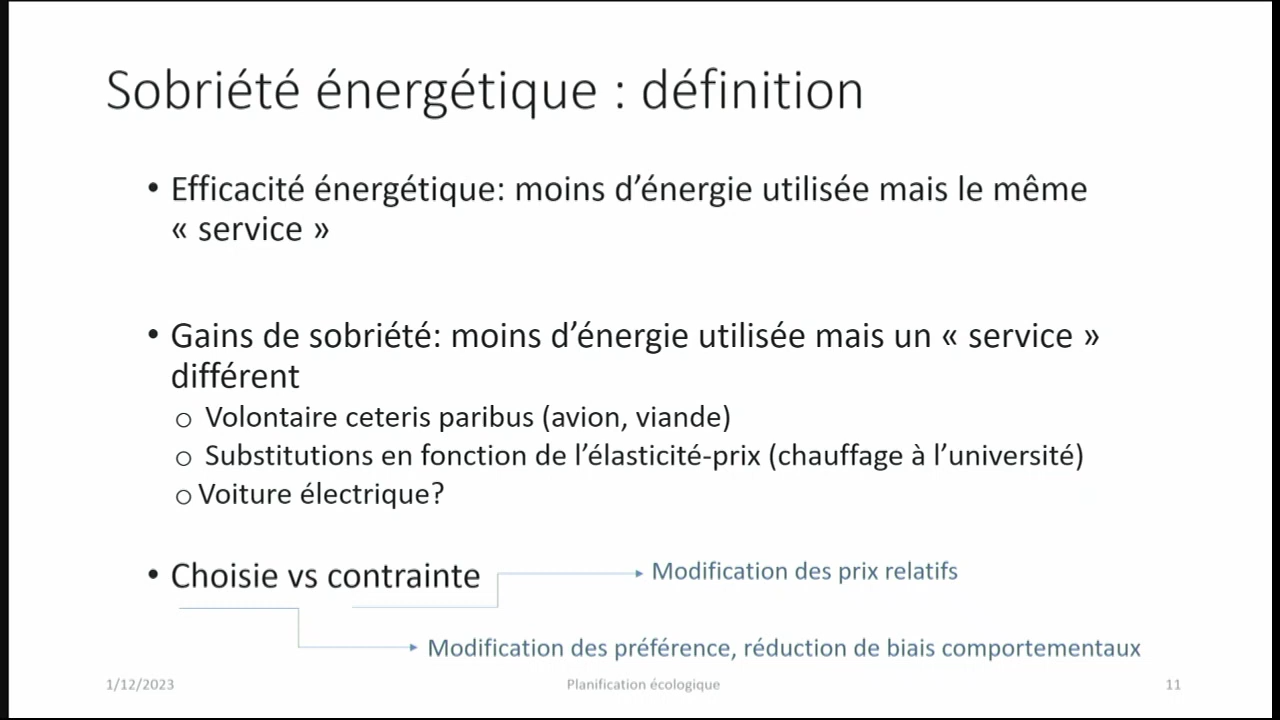 Sobriété énergétique : définition
• Efficacité énergétique: moins d’énergie utilisée mais le même
« service »
• Gains de sobriété: moins d’énergie utilisée mais un « service »
différent
o Volontaire ceteris paribus (avion, viande)
o Substitutions en fonction de l’élasticité-prix (chauffage à l’université)
o Voiture électrique?
• Choisie vs contrainte
Modification des prix relatifs
Modification des préférence, réduction de biais comportementaux
1/12/2023
Planification écologique
11